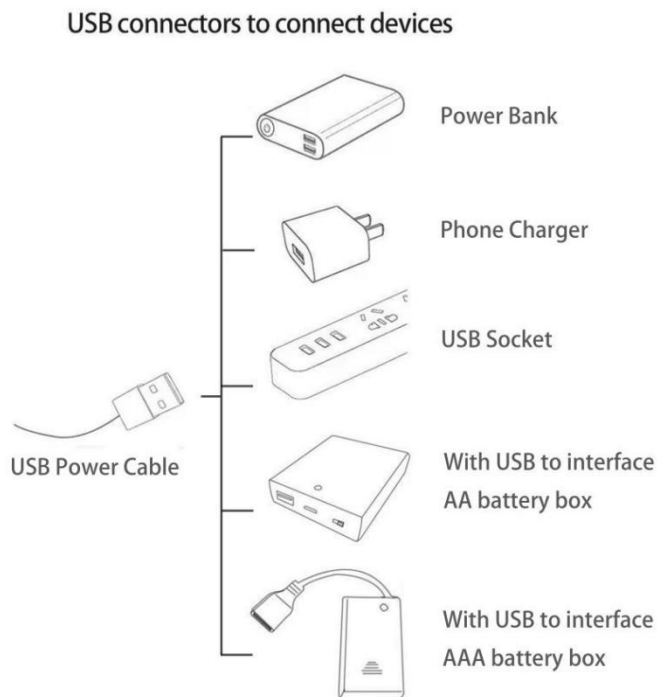 USB connectors to connect devices
Power Bank
Phone Charger
USB Socket
USB Power Cable
With USB to interface
AA battery box
With USB to interface
AAA battery box